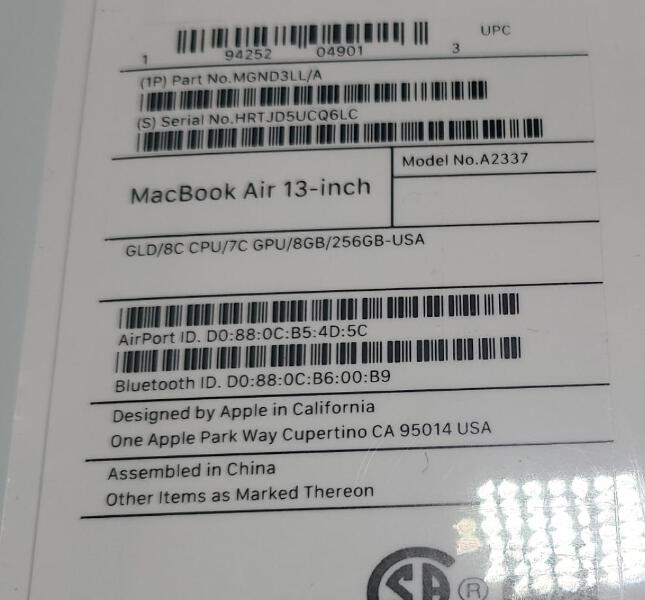 UPC
1 94252 04901 3
(1P) Part No.MGND3LL/A
(S) Serial No.HRTJD5UCQ6LC
Model No.A2337
MacBook Air 13-inch
GLD/8C CPU/7C GPU/8GB/256GB-USA
AirPort ID. D0:88:0C:B5:4D:5C
Bluetooth ID. D0:88:0C:B6:00:B9
Designed by Apple in California
One Apple Park Way Cupertino CA 95014 USA
Assembled in China
Other Items as Marked Thereon
SA ®